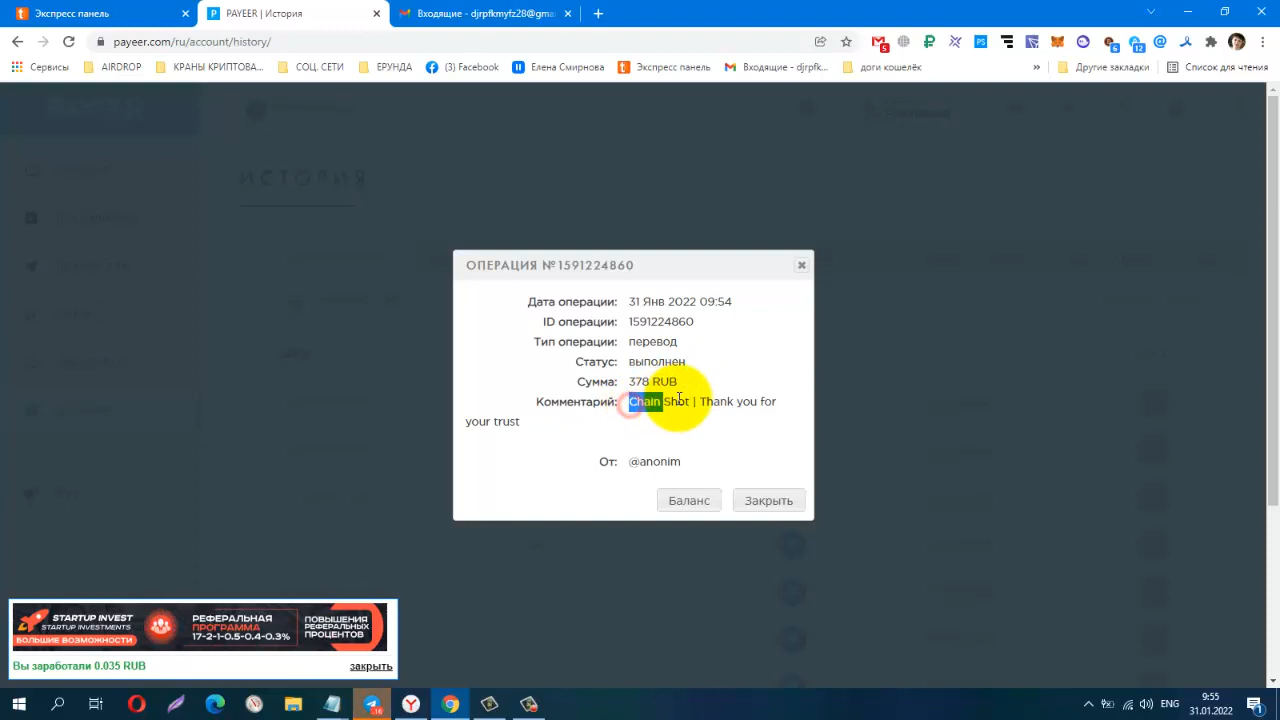 Экспресс панель
PAYEER | История
Входящие - djrpfkmyfz28@gma
payeer.com/ru/account/history/
5
6
12
Сервисы
AIRDROP
КРАНЫ КРИПТОВА...
СОЦ. СЕТИ
ЕРУНДА
(3) Facebook
Елена Смирнова
Экспресс панель
Входящие - djrpfk...
доги кошелёк
»
Другие закладки
Список для чтения
ИСТОРИЯ
ОПЕРАЦИЯ №1591224860
Дата операции: 31 Янв 2022 09:54
ID операции: 1591224860
Тип операции: перевод
Статус: выполнен
Сумма: 378 RUB
Комментарий: Chain Shot | Thank you for
your trust
От: @anonim
Баланс
Закрыть
STARTUP INVEST
STARTUP INVESTMENTS
БОЛЬШИЕ ВОЗМОЖНОСТИ
РЕФЕРАЛЬНАЯ
ПРОГРАММА
17-2-1-0.5-0.4-0.3%
ПОВЫШЕНИЯ
РЕФЕРАЛЬНЫХ
ПРОЦЕНТОВ
Вы заработали 0.035 RUB
закрыть
ENG
9:55
31.01.2022